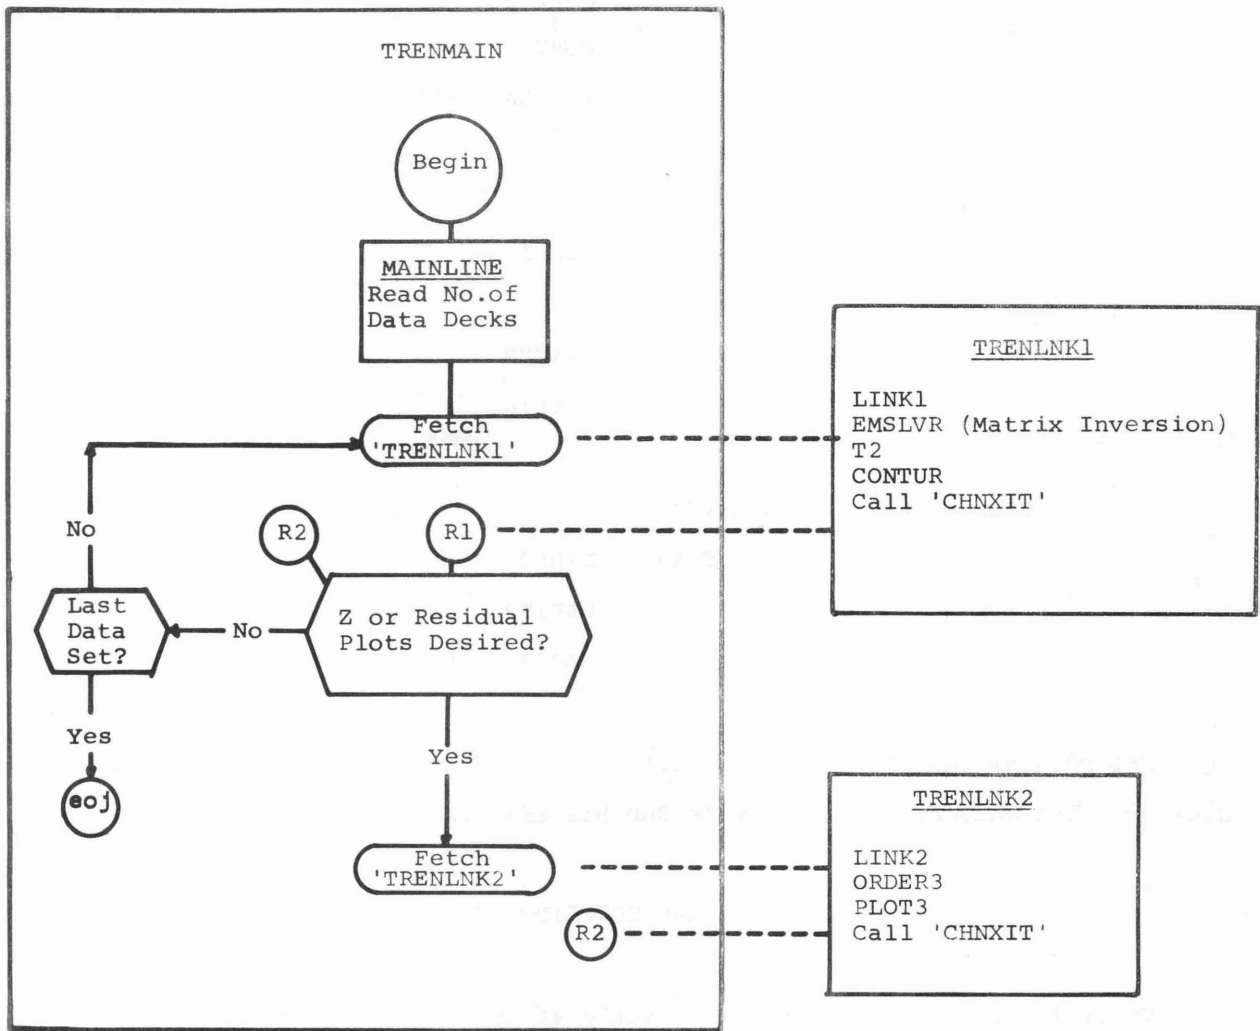 TRENMAIN
Begin
MAINLINE
Read No.of
Data Decks
Fetch
'TRENLNK1'
TRENLNK1
LINK1
EMSLVR (Matrix Inversion)
T2
CONTUR
Call 'CHNXIT'
No
R2
R1
Last
Data
Set?
No
Z or Residual
Plots Desired?
Yes
eoj
Yes
Fetch
'TRENLNK2'
R2
TRENLNK2
LINK2
ORDER3
PLOT3
Call 'CHNXIT'